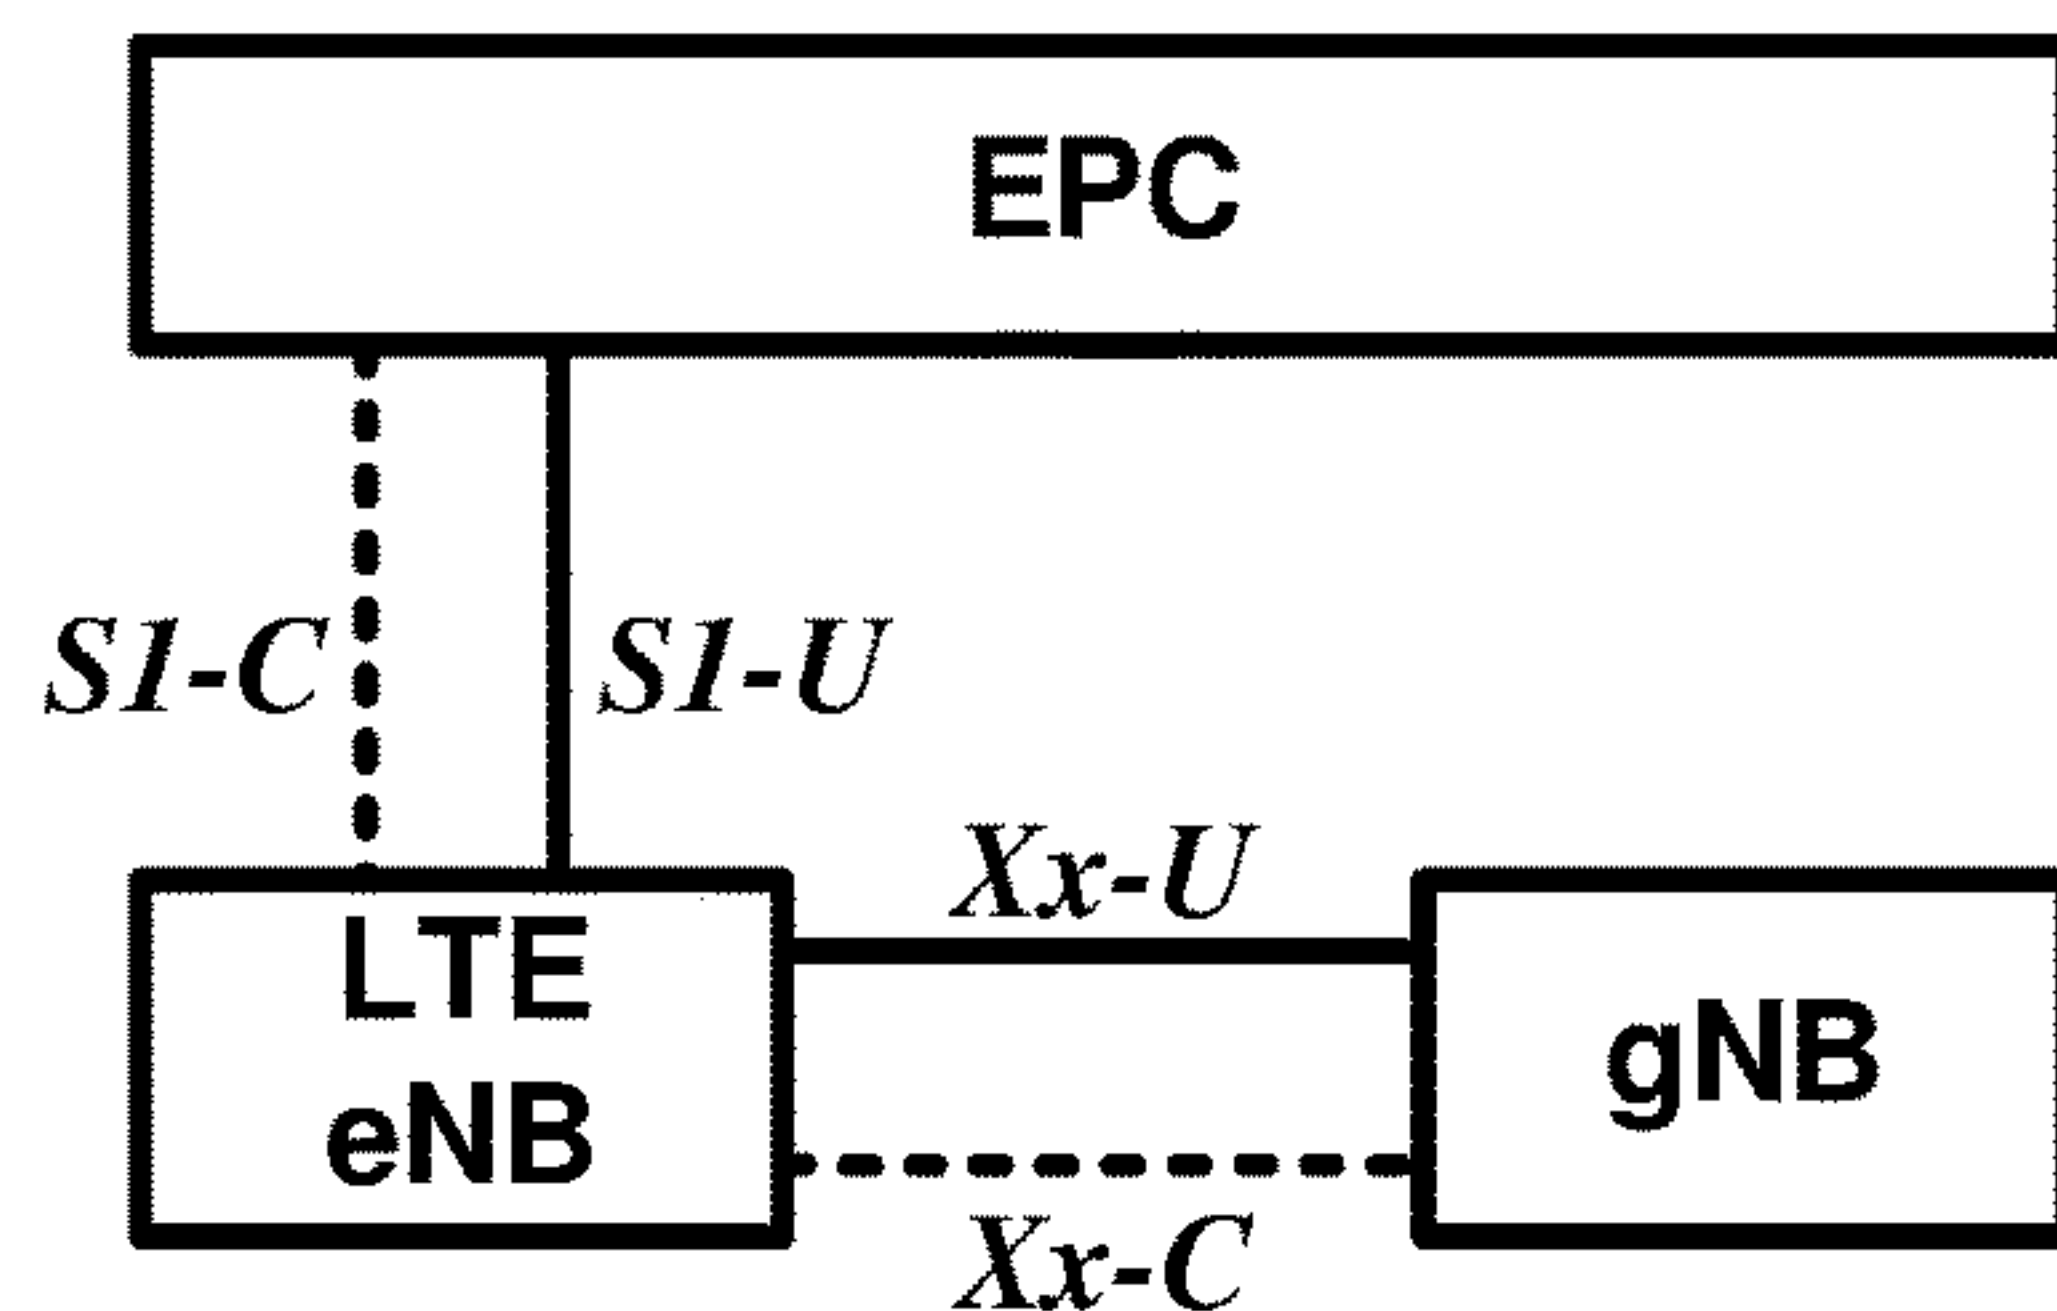 EPC
S1-C
S1-U
Xx-U
LTE
eNB
gNB
Xx-C